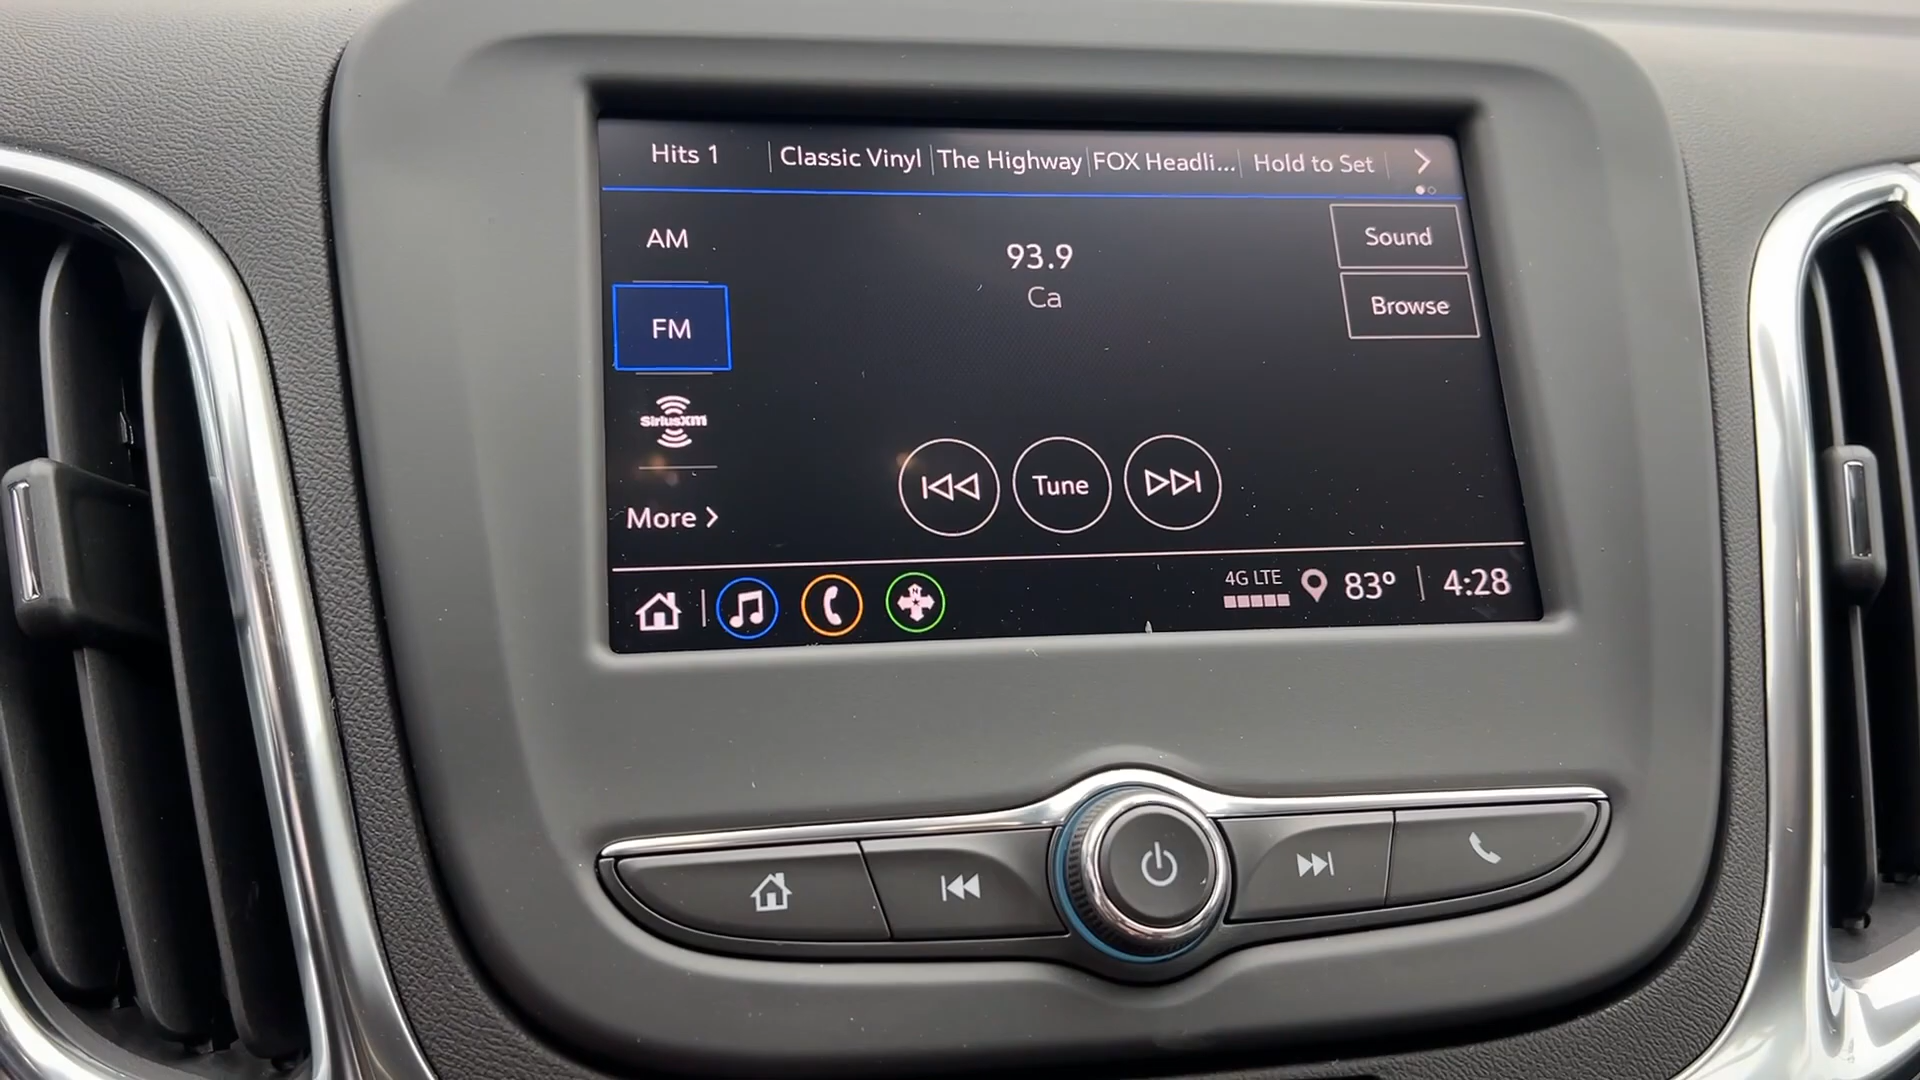 Hits 1
Classic Vinyl
The Highway
FOX Headli...
Hold to Set
AM
93.9
Sound
Ca
Browse
FM
SiriusXM
Tune
More
N
4G LTE
83°
4:28